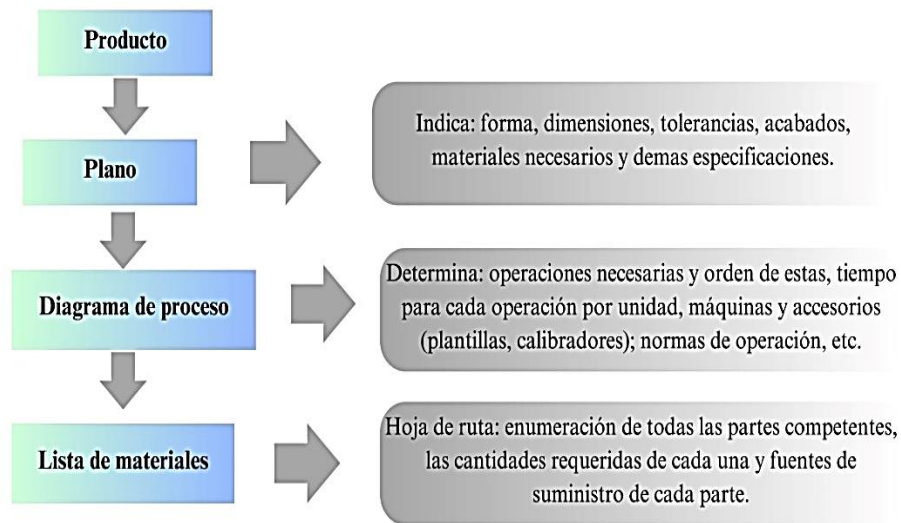 Producto
Plano
Indica: forma, dimensiones, tolerancias, acabados,
materiales necesarios y demas especificaciones.
Diagrama de proceso
Determina: operaciones necesarias y orden de estas, tiempo
para cada operación por unidad, máquinas y accesorios
(plantillas, calibradores); normas de operación, etc.
Lista de materiales
Hoja de ruta: enumeración de todas las partes competentes,
las cantidades requeridas de cada una y fuentes de
suministro de cada parte.